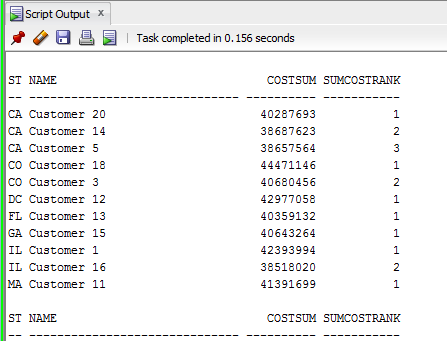 Script Output x
Task completed in 0.156 seconds
ST NAME COSTSUM SUMCOSTRANK
-- ------------------------------ ---------- -----------
CA Customer 20 40287693 1
CA Customer 14 38687623 2
CA Customer 5 38657564 3
CO Customer 18 44471146 1
CO Customer 3 40680456 2
DC Customer 12 42977058 1
FL Customer 13 40359132 1
GA Customer 15 40643264 1
IL Customer 1 42393994 1
IL Customer 16 38518020 2
MA Customer 11 41391699 1
ST NAME COSTSUM SUMCOSTRANK
-- ------------------------------ ---------- -----------